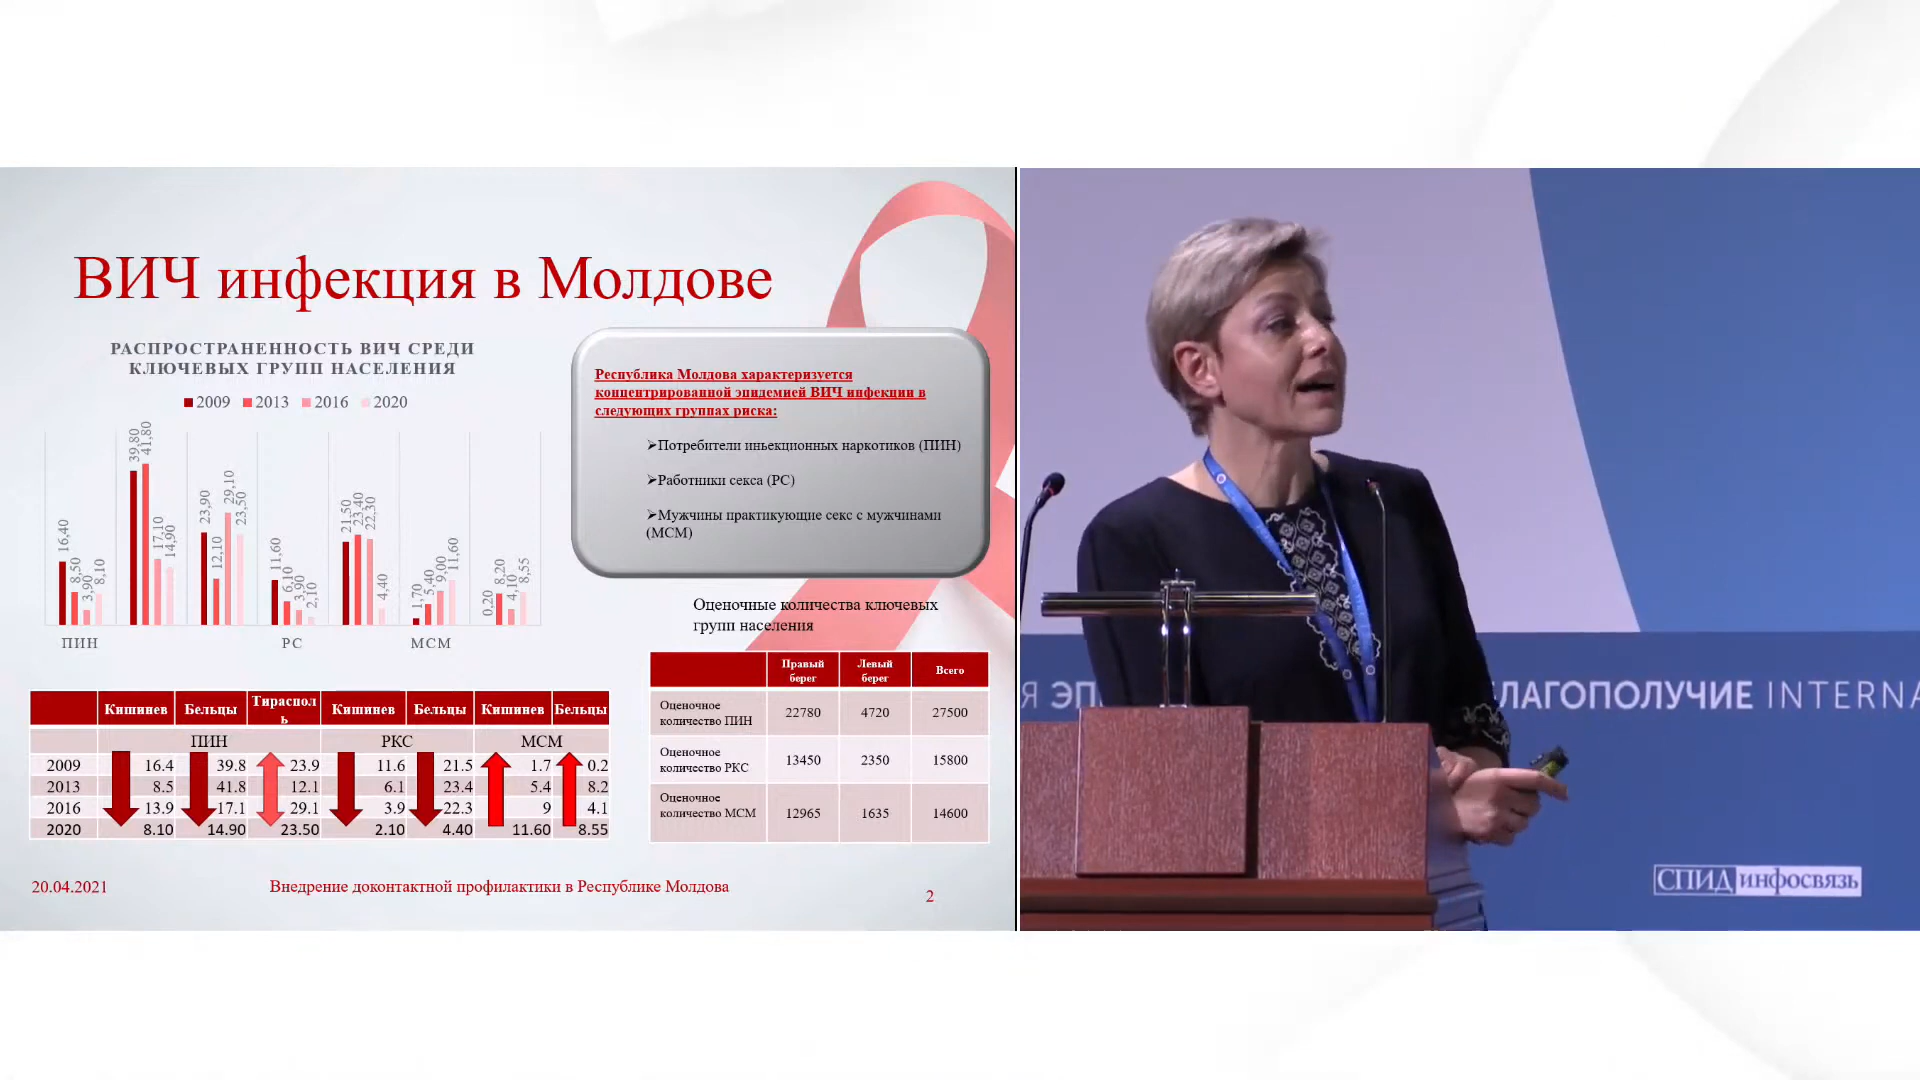 ВИЧ инфекция в Молдове
РАСПРОСТРАНЕННОСТЬ ВИЧ СРЕДИ
КЛЮЧЕВЫХ ГРУПП НАСЕЛЕНИЯ
2009 2013 2016 2020
16,40 8,50 3,90 8,10 39,80 41,80 17,10 14,90 23,90 12,10 29,10 23,50 11,60 6,10 3,90 2,10 21,50 23,40 22,30 4,40 1,70 5,40 9,00 11,60 0,20 8,20 4,10 8,55
ПИН РС МСМ
Республика Молдова характеризуется
концентрированной эпидемией ВИЧ инфекции в
следующих группах риска:
➢Потребители иньекционных наркотиков (ПИН)
➢Работники секса (РС)
➢Мужчины практикующие секс с мужчинами
(МСМ)
Оценочные количества ключевых
групп населения
Правый берег Левый берег Всего
Оценочное количество ПИН 22780 4720 27500
Оценочное количество РКС 13450 2350 15800
Оценочное количество МСМ 12965 1635 14600
Кишинев Бельцы Тирасполь Кишинев Бельцы Кишинев Бельцы
ПИН РКС МСМ
2009 16.4 39.8 23.9 11.6 21.5 1.7 0.2
2013 8.5 41.8 12.1 6.1 23.4 5.4 8.2
2016 13.9 17.1 29.1 3.9 22.3 9 4.1
2020 8.10 14.90 23.50 2.10 4.40 11.60 8.55
20.04.2021 Внедрение доконтактной профилактики в Республике Молдова 2
Я ЭП ЛАГОПОЛУЧИЕ INTERNA
СПИД инфосвязь